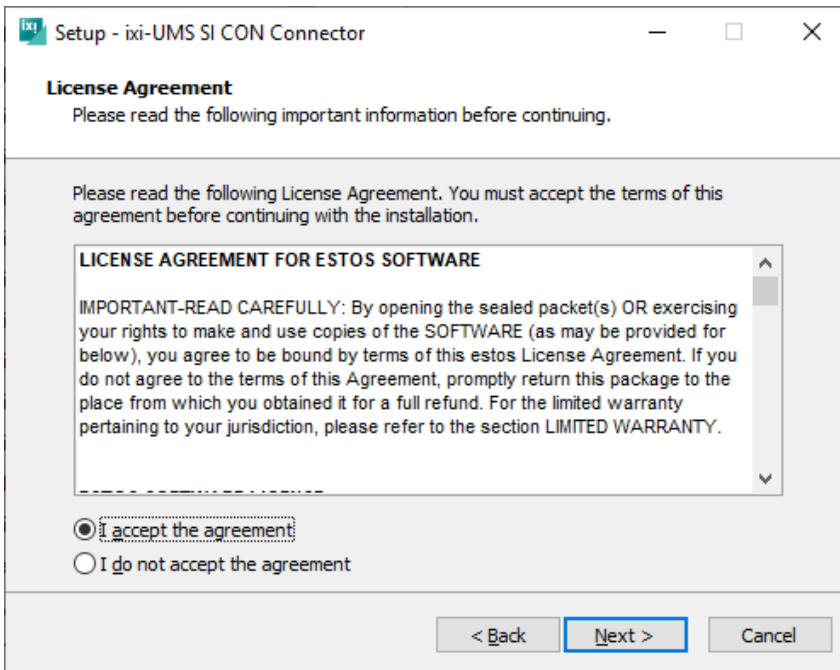 ixi Setup - ixi-UMS SI CON Connector
License Agreement
Please read the following important information before continuing.
Please read the following License Agreement. You must accept the terms of this
agreement before continuing with the installation.
LICENSE AGREEMENT FOR ESTOS SOFTWARE
IMPORTANT-READ CAREFULLY: By opening the sealed packet(s) OR exercising
your rights to make and use copies of the SOFTWARE (as may be provided for
below), you agree to be bound by terms of this estos License Agreement. If you
do not agree to the terms of this Agreement, promptly return this package to the
place from which you obtained it for a full refund. For the limited warranty
pertaining to your jurisdiction, please refer to the section LIMITED WARRANTY.
I accept the agreement
I do not accept the agreement
< Back Next > Cancel